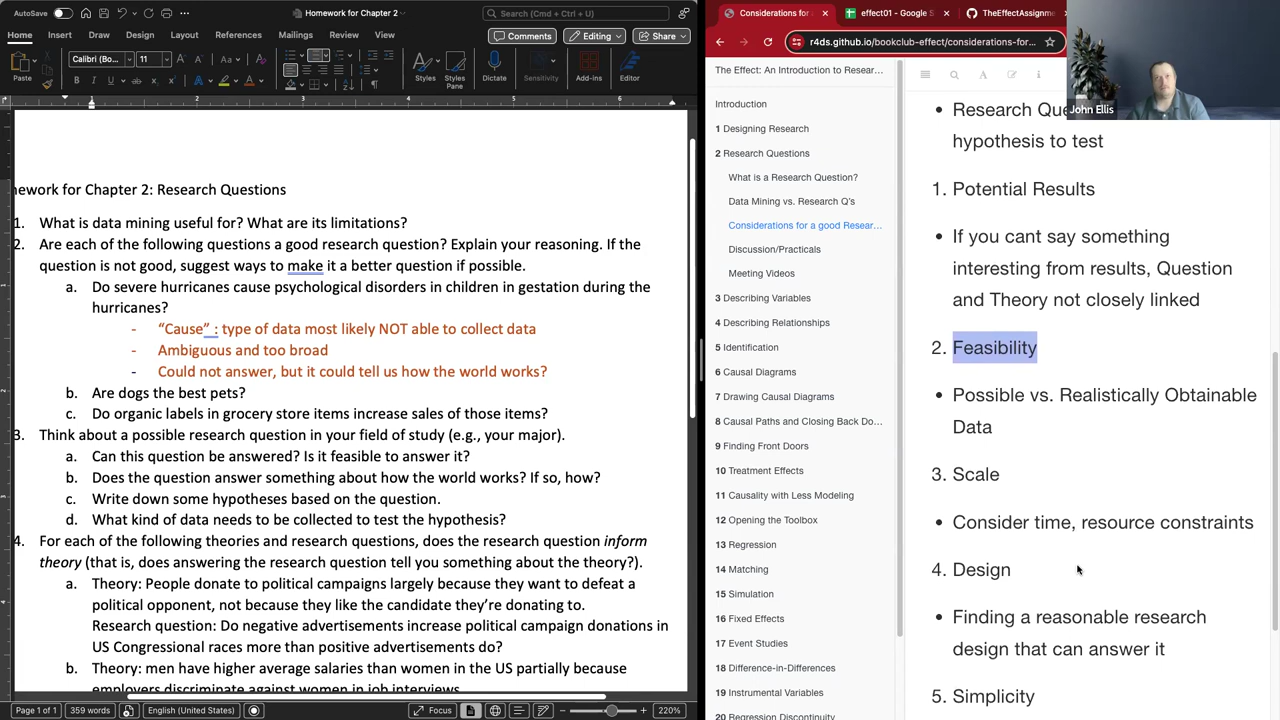 AutoSave
Homework for Chapter 2
Search (Cmd + Ctrl + U)
Home Insert Draw Design Layout References Mailings Review View
Comments Editing Share
Paste
Calibri (Bo...
11
Styles
Styles Pane
Dictate
Sensitivity
Add-ins
Editor
1 2 3 4 5 6
mework for Chapter 2: Research Questions
1. What is data mining useful for? What are its limitations?
2. Are each of the following questions a good research question? Explain your reasoning. If the
question is not good, suggest ways to make it a better question if possible.
a. Do severe hurricanes cause psychological disorders in children in gestation during the
hurricanes?
- “Cause” : type of data most likely NOT able to collect data
- Ambiguous and too broad
- Could not answer, but it could tell us how the world works?
b. Are dogs the best pets?
c. Do organic labels in grocery store items increase sales of those items?
3. Think about a possible research question in your field of study (e.g., your major).
a. Can this question be answered? Is it feasible to answer it?
b. Does the question answer something about how the world works? If so, how?
c. Write down some hypotheses based on the question.
d. What kind of data needs to be collected to test the hypothesis?
4. For each of the following theories and research questions, does the research question inform
theory (that is, does answering the research question tell you something about the theory?).
a. Theory: People donate to political campaigns largely because they want to defeat a
political opponent, not because they like the candidate they’re donating to.
Research question: Do negative advertisements increase political campaign donations in
US Congressional races more than positive advertisements do?
b. Theory: men have higher average salaries than women in the US partially because
employers discriminate against women in job interviews.
Page 1 of 1 359 words English (United States) Focus 220%
Considerations for a
effect01 - Google S
TheEffectAssignme
r4ds.github.io/bookclub-effect/considerations-for...
The Effect: An Introduction to Resear...
Introduction
1 Designing Research
2 Research Questions
What is a Research Question?
Data Mining vs. Research Q’s
Considerations for a good Resear...
Discussion/Practicals
Meeting Videos
3 Describing Variables
4 Describing Relationships
5 Identification
6 Causal Diagrams
7 Drawing Causal Diagrams
8 Causal Paths and Closing Back Do...
9 Finding Front Doors
10 Treatment Effects
11 Causality with Less Modeling
12 Opening the Toolbox
13 Regression
14 Matching
15 Simulation
16 Fixed Effects
17 Event Studies
18 Difference-in-Differences
19 Instrumental Variables
20 Regression Discontinuity
John Ellis
• Research Que
hypothesis to test
1. Potential Results
• If you cant say something
interesting from results, Question
and Theory not closely linked
2. Feasibility
• Possible vs. Realistically Obtainable
Data
3. Scale
• Consider time, resource constraints
4. Design
• Finding a reasonable research
design that can answer it
5. Simplicity